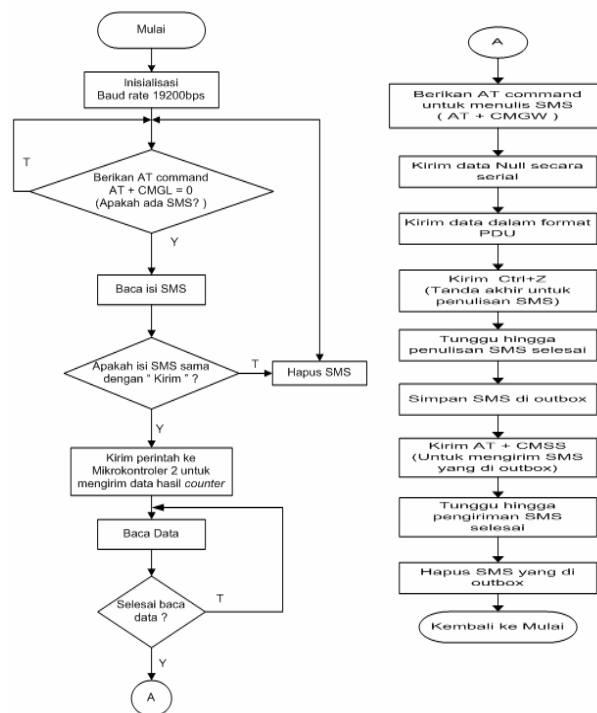 Mulai
Inisialisasi
Baud rate 19200bps
T
Berikan AT command
AT + CMGL = 0
(Apakah ada SMS? )
Y
Baca isi SMS
Apakah isi SMS sama
dengan “ Kirim ” ?
T
Hapus SMS
Y
Kirim perintah ke
Mikrokontroler 2 untuk
mengirim data hasil counter
Baca Data
Selesai baca
data ?
T
Y
A
A
Berikan AT command
untuk menulis SMS
( AT + CMGW )
Kirim data Null secara
serial
Kirim data dalam format
PDU
Kirim Ctrl+Z
(Tanda akhir untuk
penulisan SMS)
Tunggu hingga
penulisan SMS selesai
Simpan SMS di outbox
Kirim AT + CMSS
(Untuk mengirim SMS
yang di outbox)
Tunggu hingga
pengiriman SMS
selesai
Hapus SMS yang di
outbox
Kembali ke Mulai